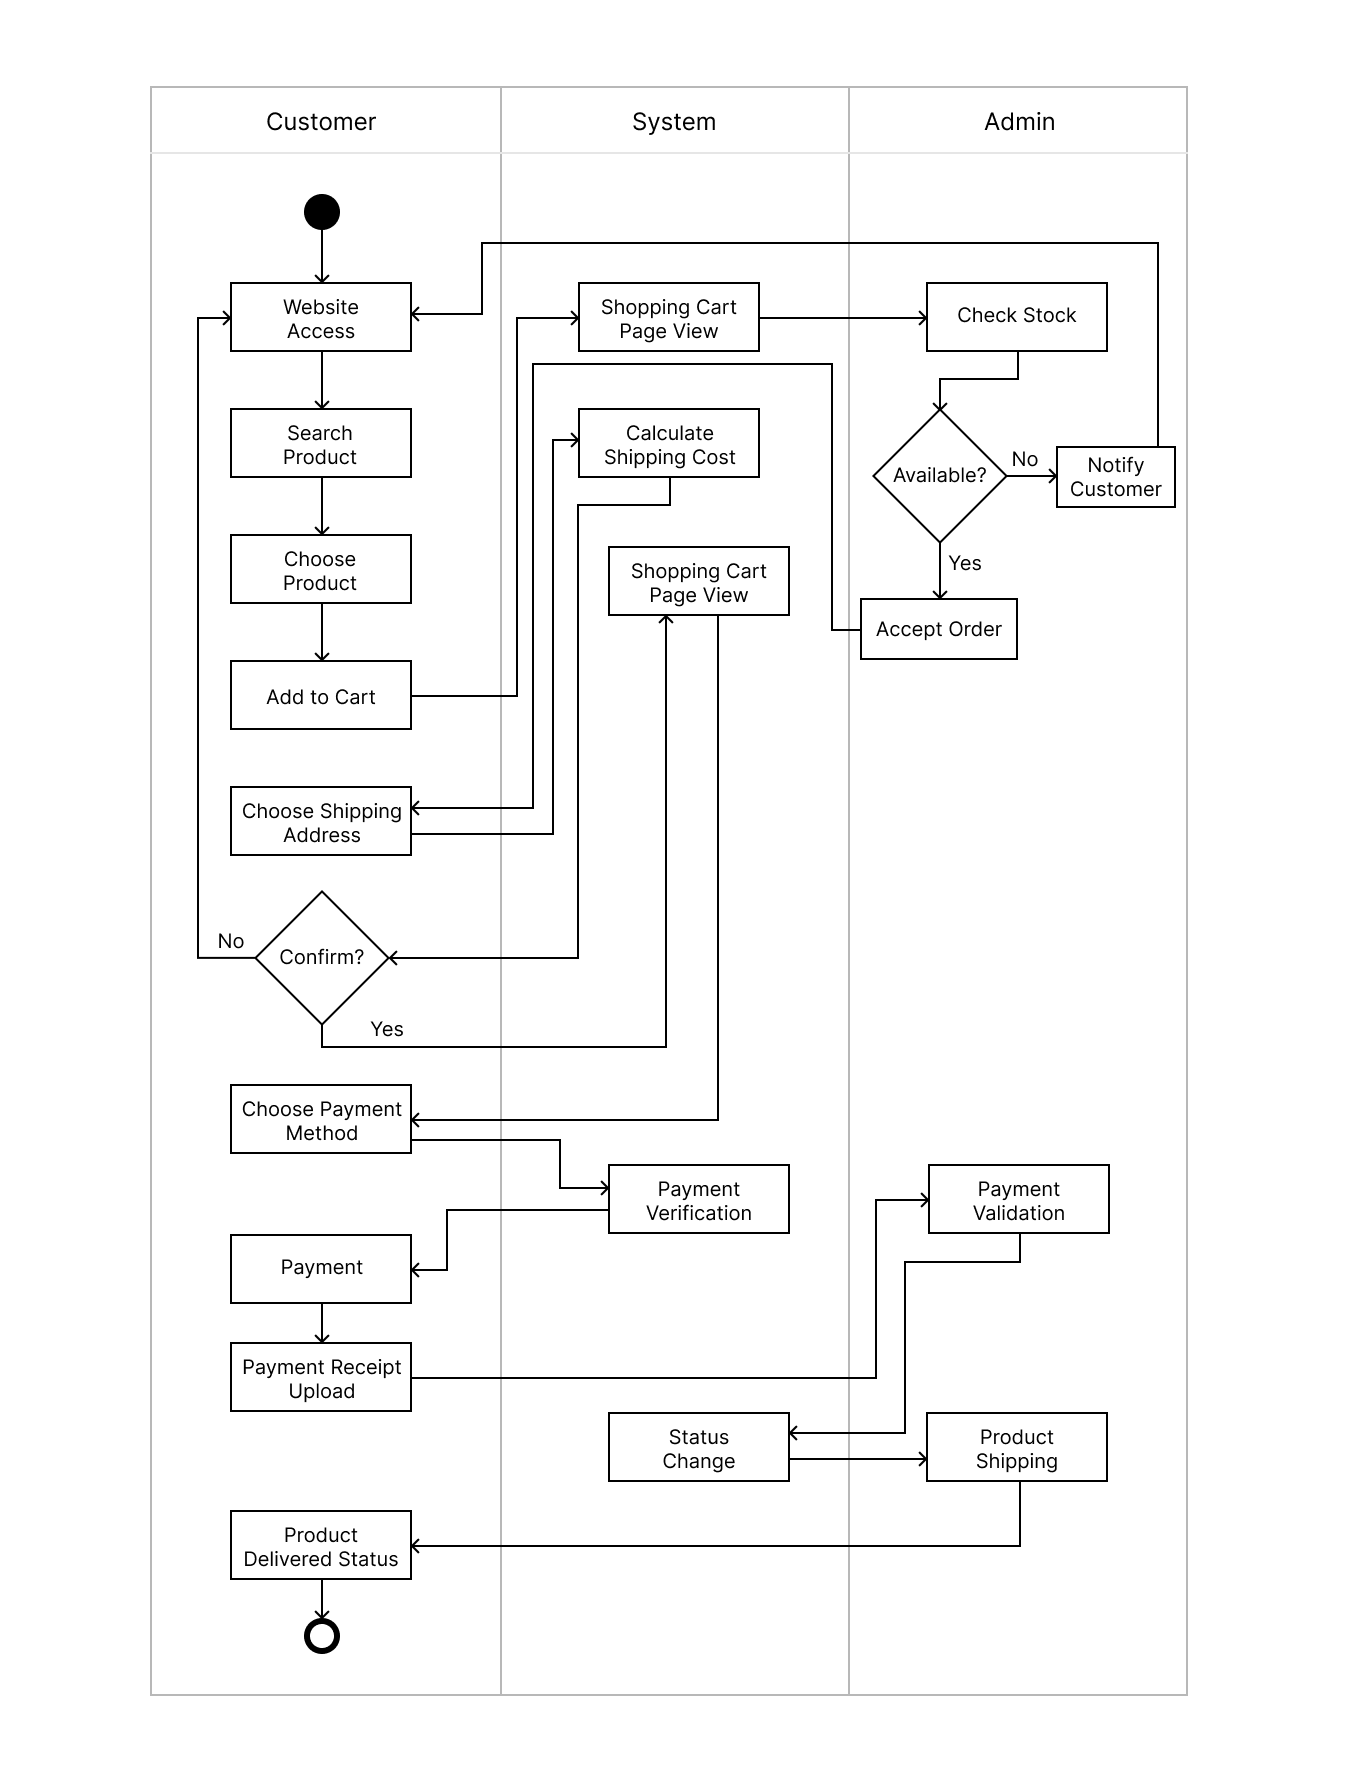 Customer
System
Admin
Website
Access
Shopping Cart
Page View
Check Stock
Search
Product
Calculate
Shipping Cost
Available?
No
Notify
Customer
Choose
Product
Shopping Cart
Page View
Yes
Accept Order
Add to Cart
Choose Shipping
Address
No
Confirm?
Yes
Choose Payment
Method
Payment
Verification
Payment
Validation
Payment
Payment Receipt
Upload
Status
Change
Product
Shipping
Product
Delivered Status